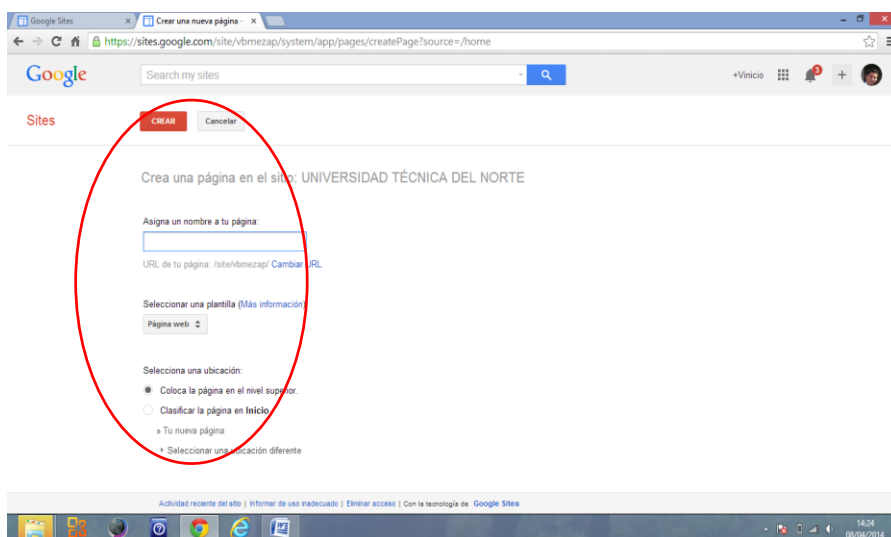 Google Sites
Crear una nueva página -
https://sites.google.com/site/vbmezap/system/app/pages/createPage?source=/home
Google
Search my sites
+Vinicio
3
Sites
CREAR
Cancelar
Crea una página en el sitio: UNIVERSIDAD TÉCNICA DEL NORTE
Asigna un nombre a tu página:
URL de tu página: /site/vbmezap/ Cambiar URL
Seleccionar una plantilla (Más información)
Página web
Selecciona una ubicación:
Coloca la página en el nivel superior.
Clasificar la página en Inicio
» Tu nueva página
Seleccionar una ubicación diferente
Actividad reciente del sitio | Informar de uso inadecuado | Eliminar acceso | Con la tecnología de Google Sites
14:24
08/04/2014